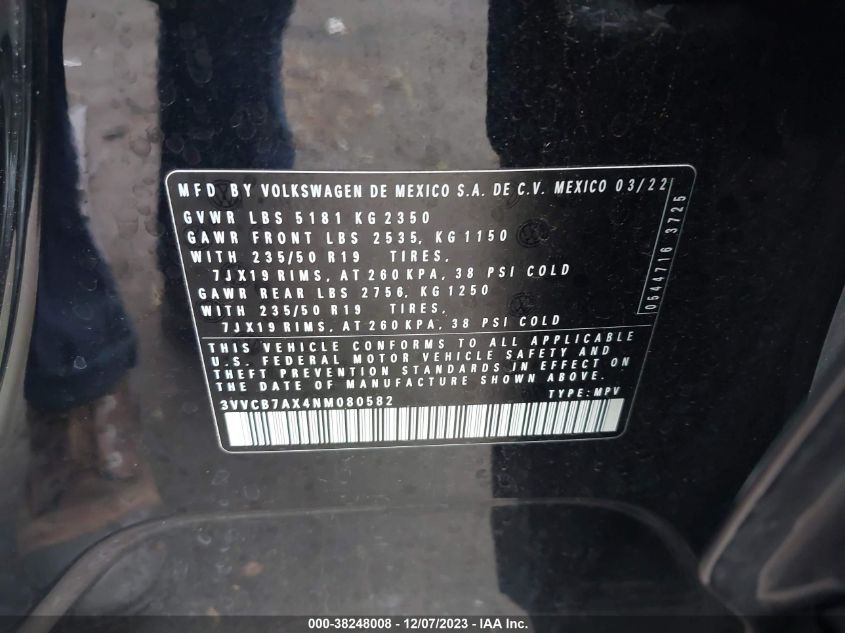 MFD BY VOLKSWAGEN DE MEXICO S.A. DE C.V. MEXICO 03/22
GVWR LBS 5181 KG 2350
GAWR FRONT LBS 2535, KG 1150
WITH 235/50 R19 TIRES,
7JX19 RIMS, AT 260 KPA, 38 PSI COLD
GAWR REAR LBS 2756, KG 1250
WITH 235/50 R19 TIRES,
7JX19 RIMS, AT 260 KPA, 38 PSI COLD
0544716 3725
THIS VEHICLE CONFORMS TO ALL APPLICABLE
U.S. FEDERAL MOTOR VEHICLE SAFETY AND
THEFT PREVENTION STANDARDS IN EFFECT ON
THE DATE OF MANUFACTURE SHOWN ABOVE.
3VVCB7AX4NM080582 TYPE: MPV
000-38248008 - 12/07/2023 - IAA Inc.